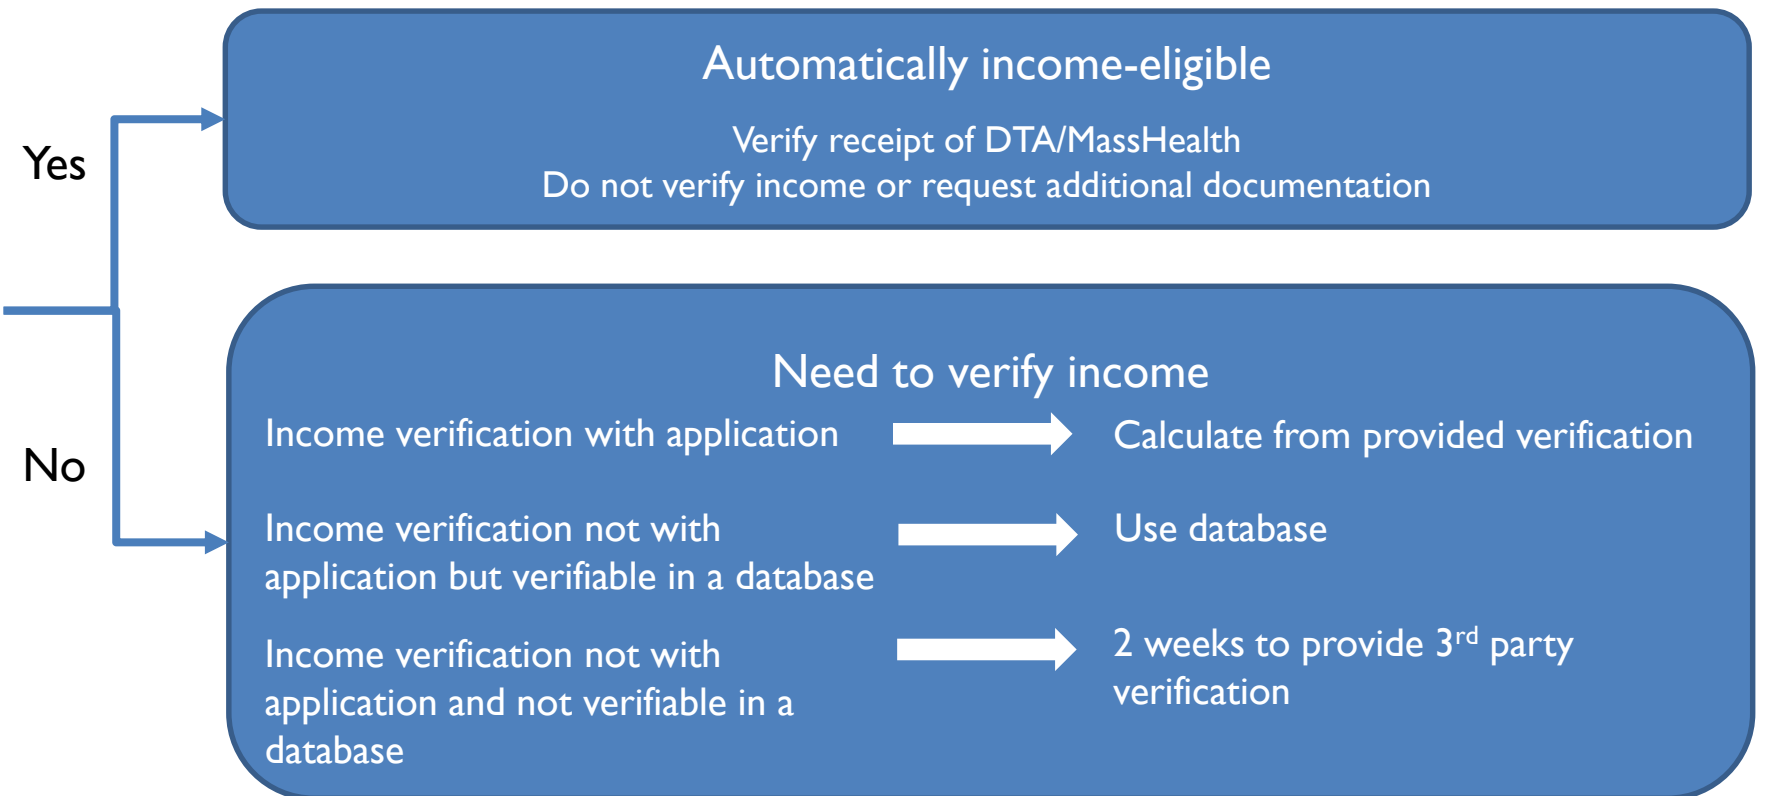 Yes
Automatically income-eligible
Verify receipt of DTA/MassHealth
Do not verify income or request additional documentation
No
Need to verify income
Income verification with application
Calculate from provided verification
Income verification not with
application but verifiable in a database
Use database
Income verification not with
application and not verifiable in a
database
2 weeks to provide 3rd party
verification